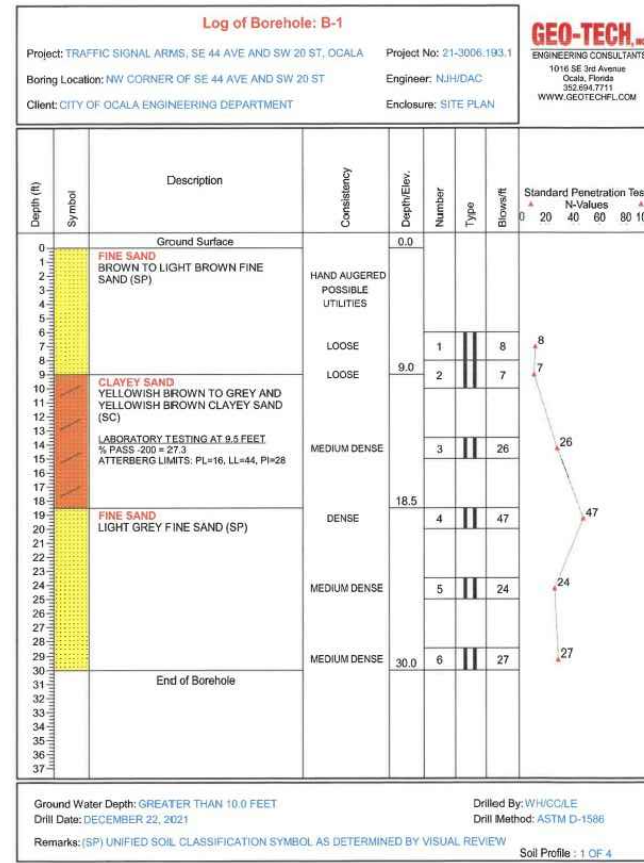 Log of Borehole: B-1
Project: TRAFFIC SIGNAL ARMS, SE 44 AVE AND SW 20 ST, OCALA
Project No: 21-3006.193.1
Boring Location: NW CORNER OF SE 44 AVE AND SW 20 ST
Engineer: NJH/DAC
Client: CITY OF OCALA ENGINEERING DEPARTMENT
Enclosure: SITE PLAN
GEO-TECH, INC
ENGINEERING CONSULTANTS
1016 SE 3rd Avenue
Ocala, Florida
352.694.7711
WWW.GEOTECHFL.COM
Depth (ft)
Symbol
Description
Consistency
Depth/Elev.
Number
Type
Blows/ft
Standard Penetration Tes
N-Values
0 20 40 60 80 10
Ground Surface
0.0
0
1
2
3
4
5
6
7
8
9
10
11
12
13
14
15
16
17
18
19
20
21
22
23
24
25
26
27
28
29
30
31
32
33
34
35
36
37
FINE SAND
BROWN TO LIGHT BROWN FINE
SAND (SP)
HAND AUGERED
POSSIBLE
UTILITIES
LOOSE
1
8
8
9.0
LOOSE
2
7
7
CLAYEY SAND
YELLOWISH BROWN TO GREY AND
YELLOWISH BROWN CLAYEY SAND
(SC)
LABORATORY TESTING AT 9.5 FEET
% PASS -200 = 27.3
ATTERBERG LIMITS: PL=16, LL=44, PI=28
MEDIUM DENSE
3
26
26
18.5
FINE SAND
LIGHT GREY FINE SAND (SP)
DENSE
4
47
47
MEDIUM DENSE
5
24
24
MEDIUM DENSE
30.0
6
27
27
End of Borehole
Ground Water Depth: GREATER THAN 10.0 FEET
Drilled By: WH/CC/LE
Drill Date: DECEMBER 22, 2021
Drill Method: ASTM D-1586
Remarks: (SP) UNIFIED SOIL CLASSIFICATION SYMBOL AS DETERMINED BY VISUAL REVIEW
Soil Profile : 1 OF 4